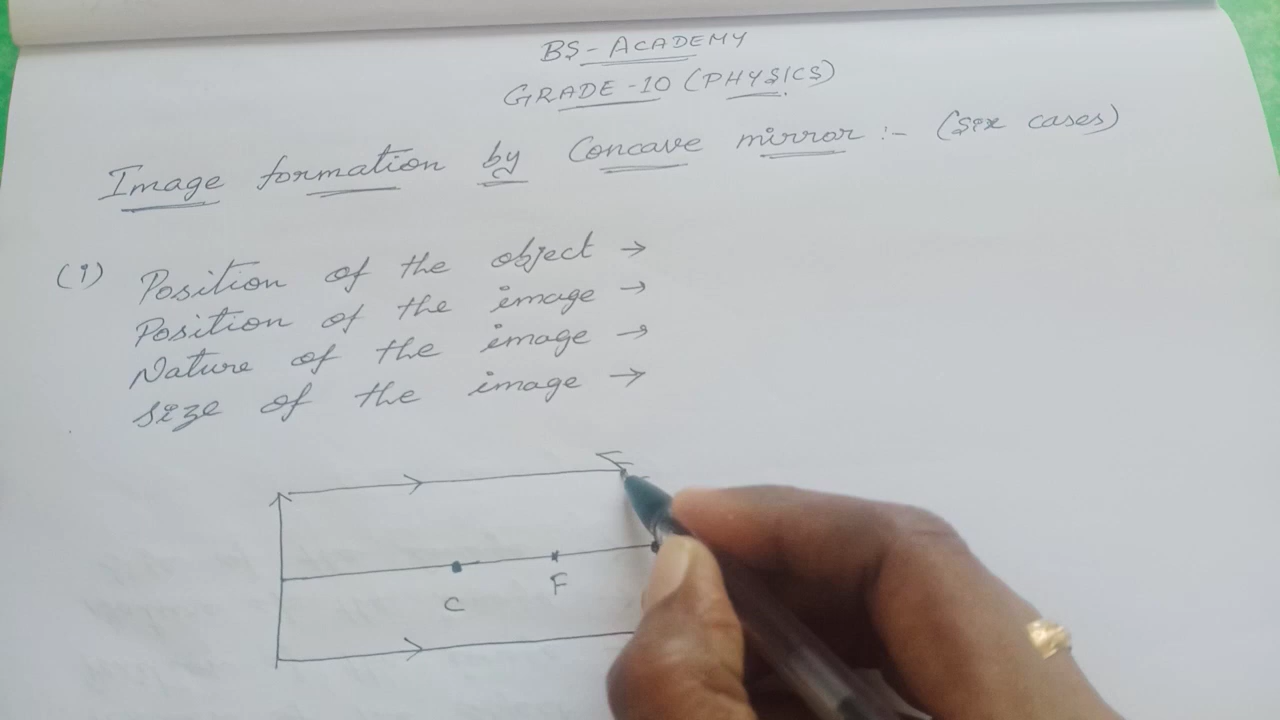 BS-ACADEMY
GRADE-10 (PHYSICS)
Image formation by Concave mirror :- (Six cases)
(i) Position of the object →
Position of the image →
Nature of the image →
Size of the image →
C
F